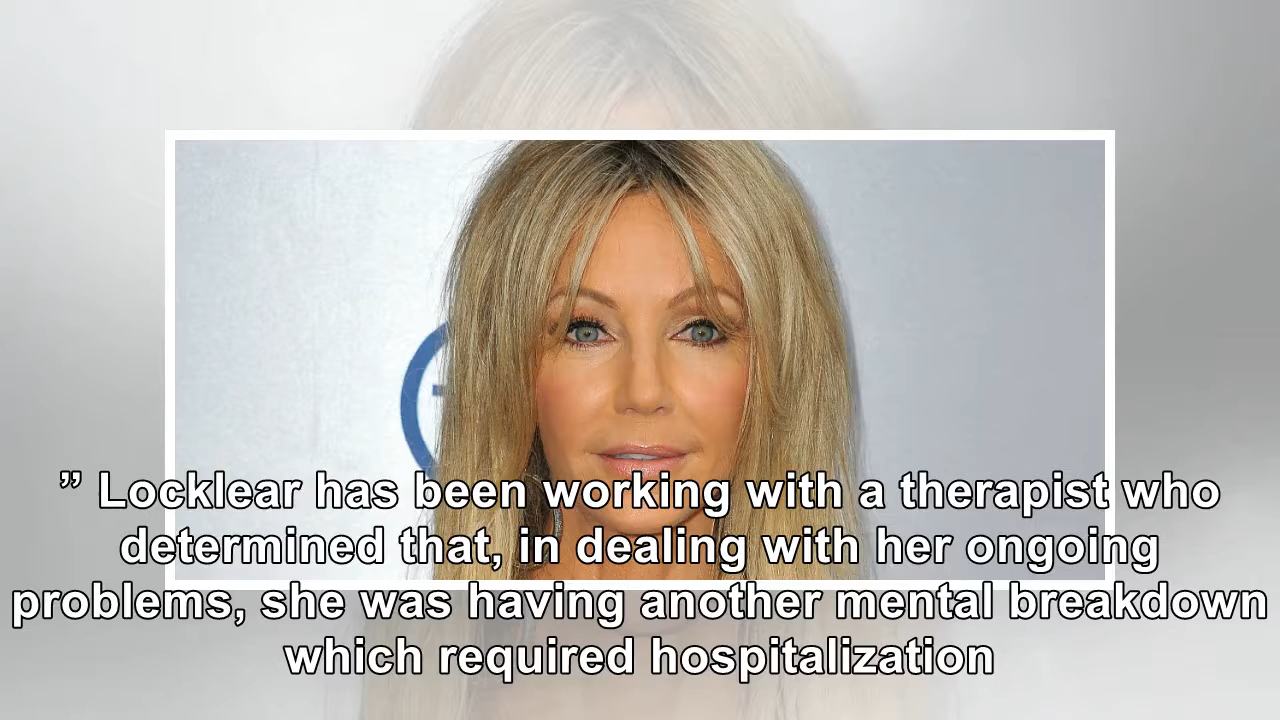 ” Locklear has been working with a therapist who
determined that, in dealing with her ongoing
problems, she was having another mental breakdown
which required hospitalization